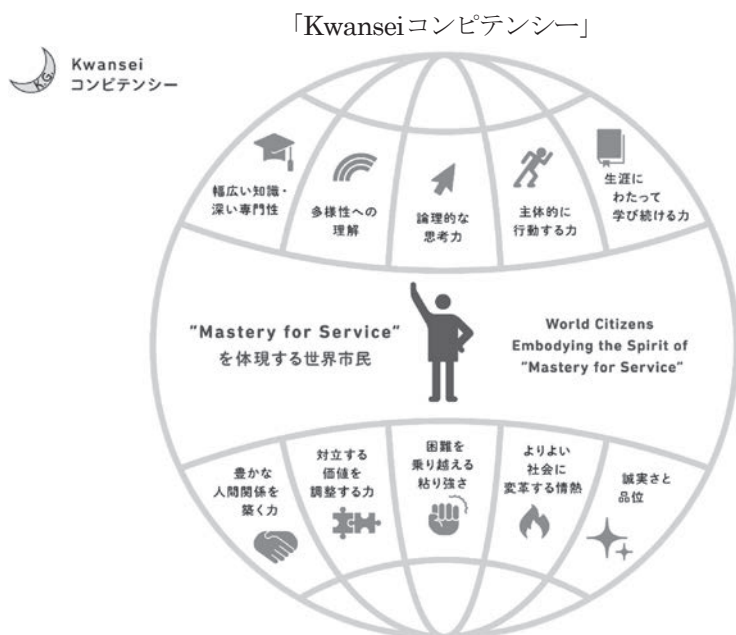 「Kwanseiコンピテンシー」
K.G.
Kwansei
コンピテンシー
幅広い知識・
深い専門性
多様性への
理解
論理的な
思考力
主体的に
行動する力
生涯に
わたって
学び続ける力
"Mastery for Service"
を体現する世界市民
World Citizens
Embodying the Spirit of
"Mastery for Service"
豊かな
人間関係を
築く力
対立する
価値を
調整する力
困難を
乗り越える
粘り強さ
よりよい
社会に
変革する情熱
誠実さと
品位